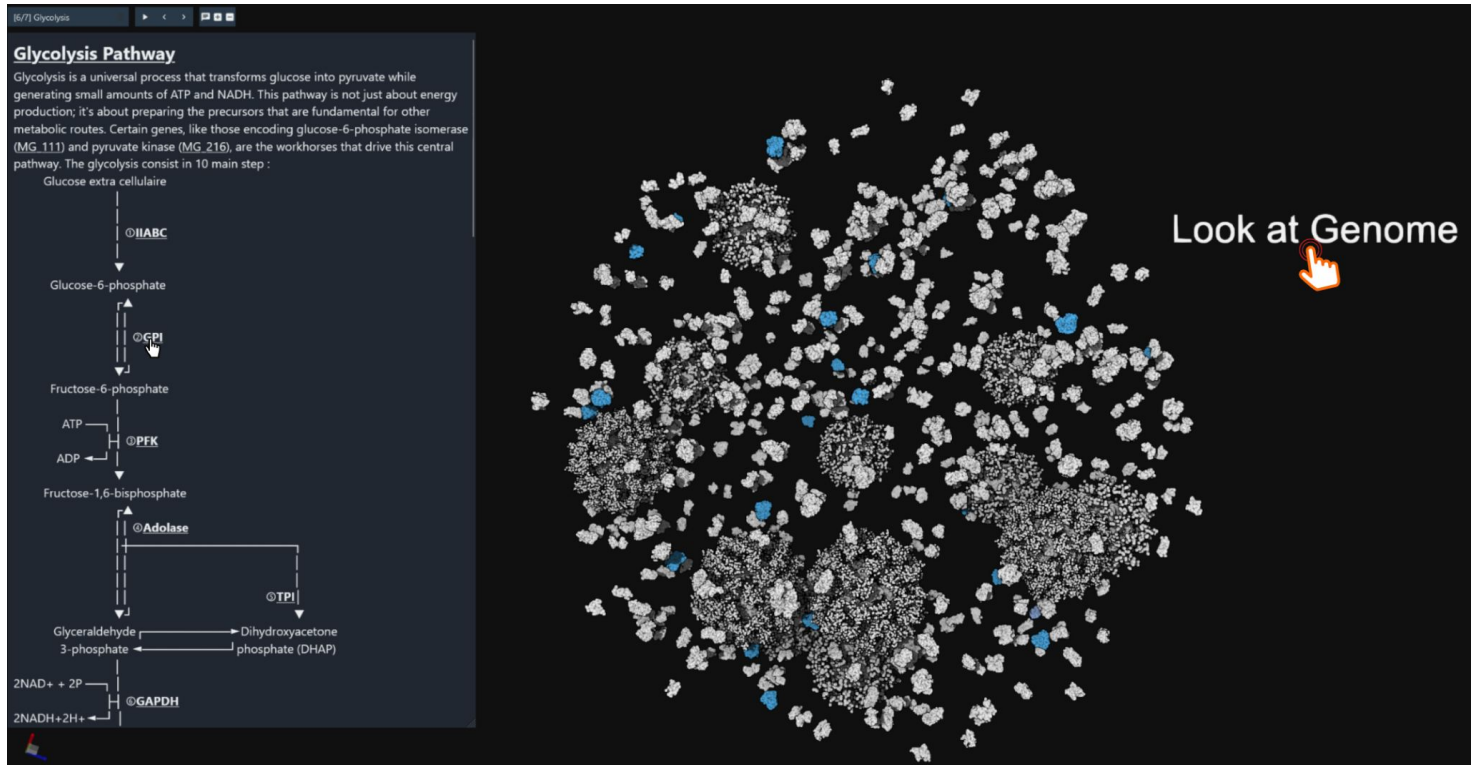 [6/7] Glycolysis
Glycolysis Pathway
Glycolysis is a universal process that transforms glucose into pyruvate while
generating small amounts of ATP and NADH. This pathway is not just about energy
production; it's about preparing the precursors that are fundamental for other
metabolic routes. Certain genes, like those encoding glucose-6-phosphate isomerase
(MG_111) and pyruvate kinase (MG_216), are the workhorses that drive this central
pathway. The glycolysis consist in 10 main step :
Glucose extra cellulaire
①IIABC
Glucose-6-phosphate
②GPI
Fructose-6-phosphate
ATP
③PFK
ADP
Fructose-1,6-bisphosphate
④Adolase
⑤TPI
Glyceraldehyde
3-phosphate
Dihydroxyacetone
phosphate (DHAP)
2NAD+ + 2P
⑥GAPDH
2NADH+2H+
Look at Genome